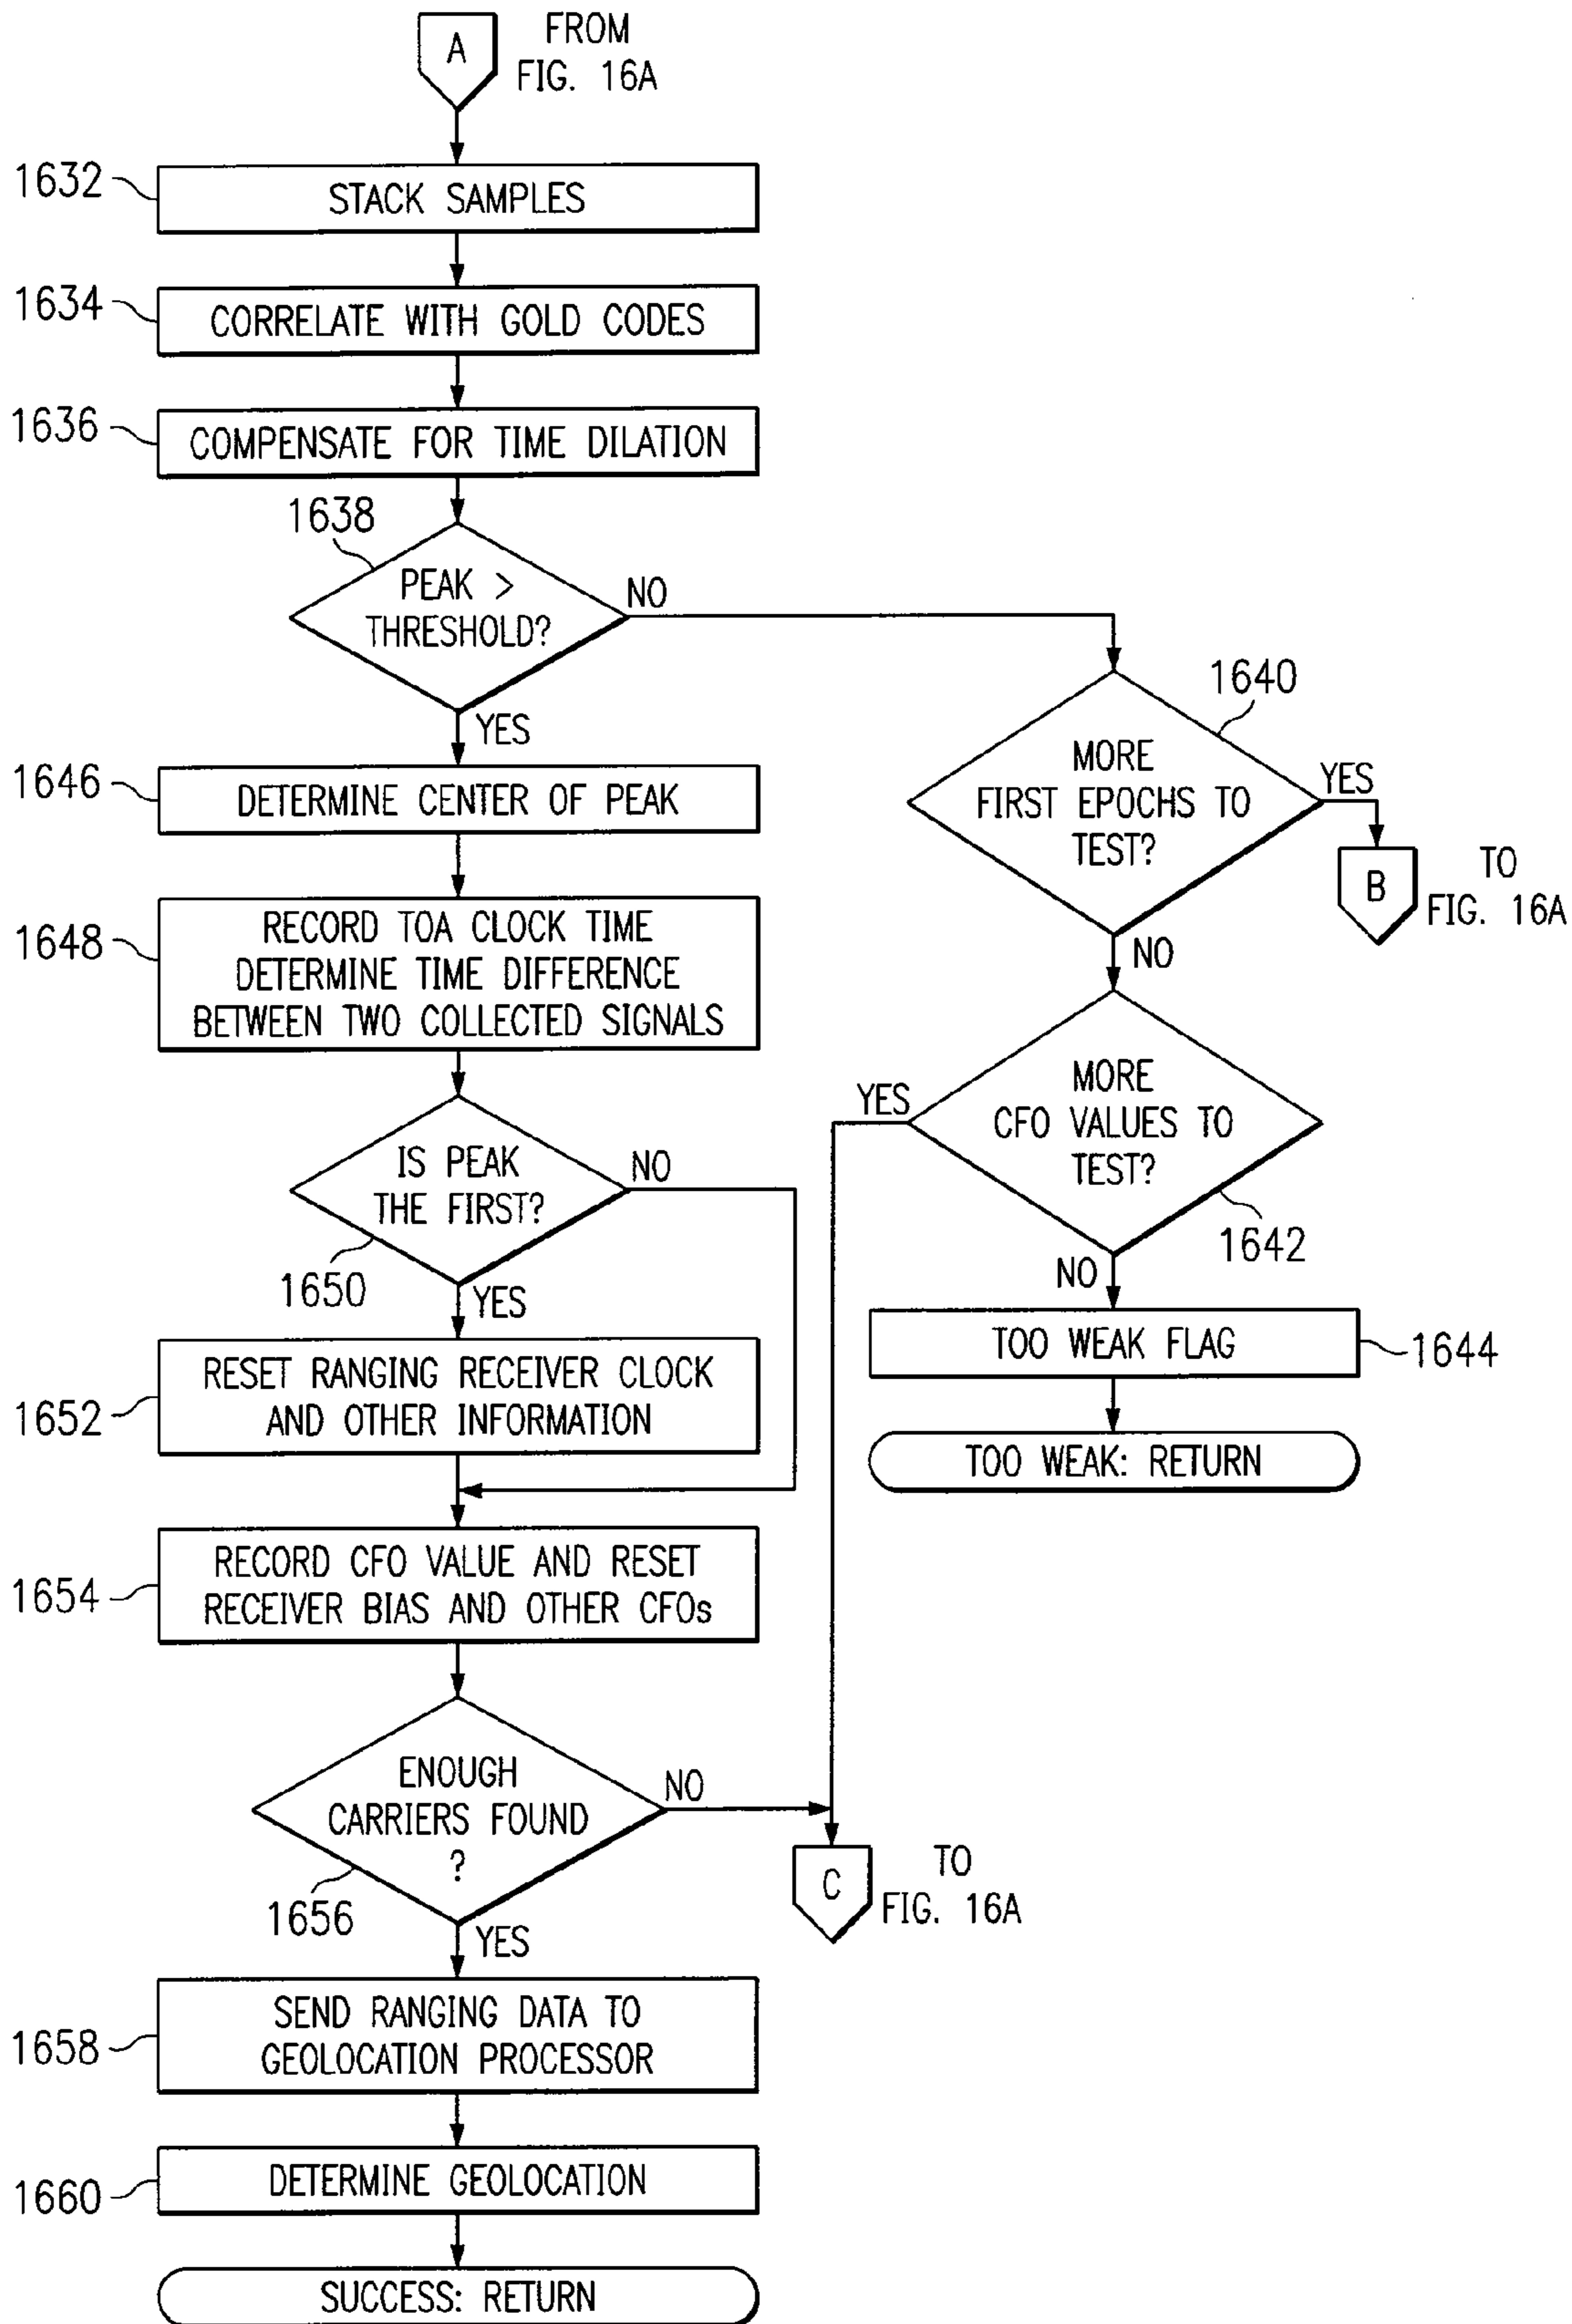 A
FROM
FIG. 16A
1632
STACK SAMPLES
1634
CORRELATE WITH GOLD CODES
1636
COMPENSATE FOR TIME DILATION
1638
PEAK >
THRESHOLD?
NO
YES
1640
MORE
FIRST EPOCHS TO
TEST?
YES
B
TO
FIG. 16A
NO
1646
DETERMINE CENTER OF PEAK
1648
RECORD TOA CLOCK TIME
DETERMINE TIME DIFFERENCE
BETWEEN TWO COLLECTED SIGNALS
MORE
CFO VALUES TO
TEST?
YES
1642
NO
IS PEAK
THE FIRST?
NO
1650
YES
1644
TOO WEAK FLAG
TOO WEAK: RETURN
1652
RESET RANGING RECEIVER CLOCK
AND OTHER INFORMATION
1654
RECORD CFO VALUE AND RESET
RECEIVER BIAS AND OTHER CFOs
ENOUGH
CARRIERS FOUND
?
NO
1656
YES
C
TO
FIG. 16A
1658
SEND RANGING DATA TO
GEOLOCATION PROCESSOR
1660
DETERMINE GEOLOCATION
SUCCESS: RETURN